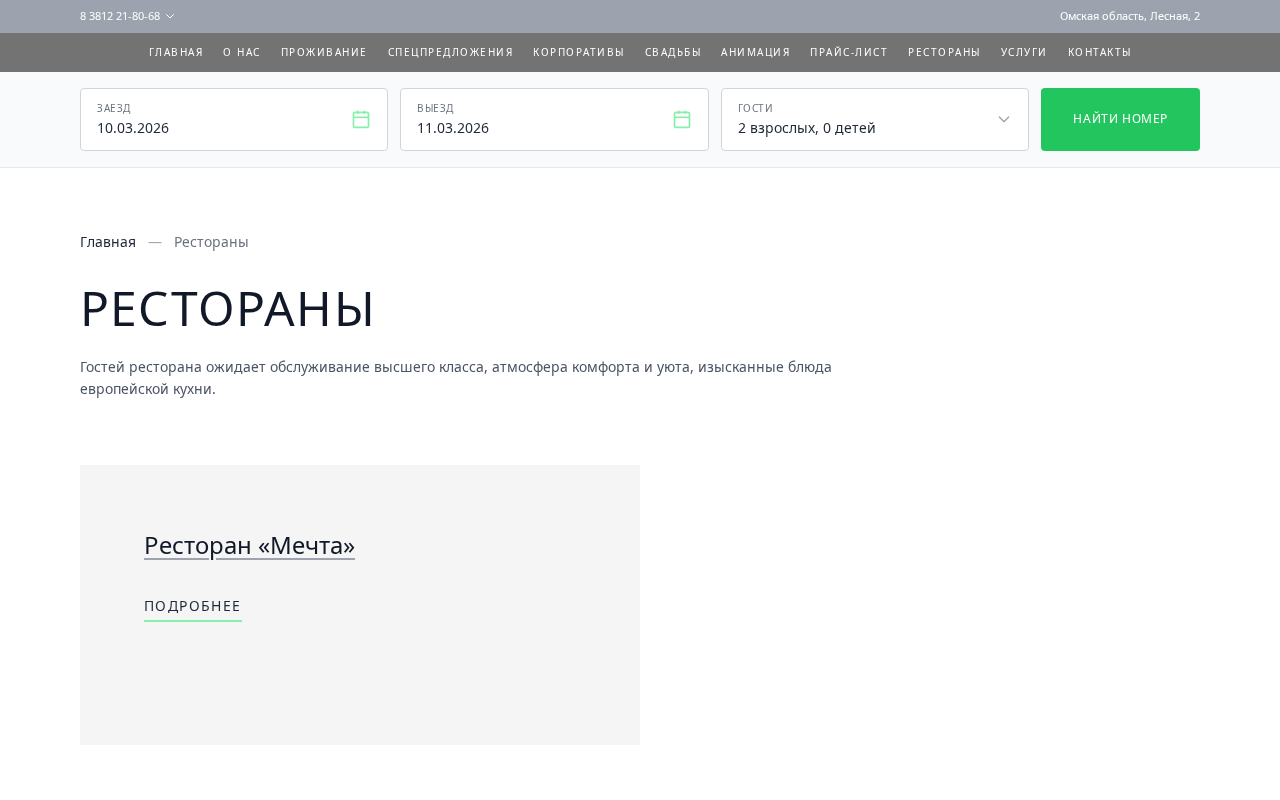 8 3812 21-80-68
Омская область, Лесная, 2
ГЛАВНАЯ О НАС ПРОЖИВАНИЕ СПЕЦПРЕДЛОЖЕНИЯ КОРПОРАТИВЫ СВАДЬБЫ АНИМАЦИЯ ПРАЙС-ЛИСТ РЕСТОРАНЫ УСЛУГИ КОНТАКТЫ
ЗАЕЗД
10.03.2026
ВЫЕЗД
11.03.2026
ГОСТИ
2 взрослых, 0 детей
НАЙТИ НОМЕР
Главная — Рестораны
РЕСТОРАНЫ
Гостей ресторана ожидает обслуживание высшего класса, атмосфера комфорта и уюта, изысканные блюда
европейской кухни.
Ресторан «Мечта»
ПОДРОБНЕЕ